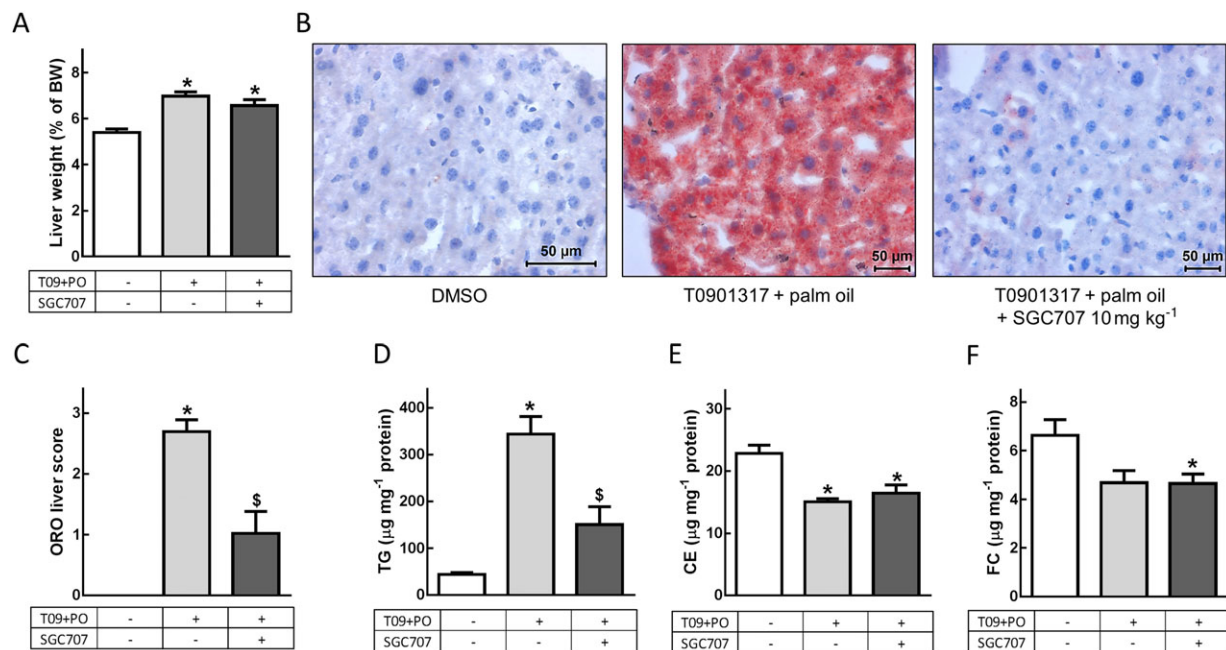 A
Liver weight (% of BW)
8
6
4
2
0
*
*
T09+PO - + +
SGC707 - - +
B
50 µm
50 µm
50 µm
DMSO
T0901317 + palm oil
T0901317 + palm oil
+ SGC707 10 mg kg⁻¹
C
ORO liver score
3
2
1
0
*
$
T09+PO - + +
SGC707 - - +
D
TG (µg mg⁻¹ protein)
400
300
200
100
0
*
$
T09+PO - + +
SGC707 - - +
E
CE (µg mg⁻¹ protein)
30
20
10
0
*
*
T09+PO - + +
SGC707 - - +
F
FC (µg mg⁻¹ protein)
8
6
4
2
0
*
T09+PO - + +
SGC707 - - +